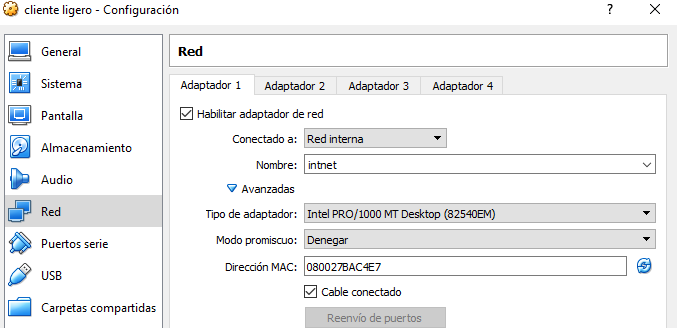 cliente ligero - Configuración
? ×
General
Sistema
Pantalla
Almacenamiento
Audio
Red
Puertos serie
USB
Carpetas compartidas
Red
Adaptador 1 Adaptador 2 Adaptador 3 Adaptador 4
Habilitar adaptador de red
Conectado a: Red interna
Nombre: intnet
Avanzadas
Tipo de adaptador: Intel PRO/1000 MT Desktop (82540EM)
Modo promiscuo: Denegar
Dirección MAC: 080027BAC4E7
Cable conectado
Reenvío de puertos